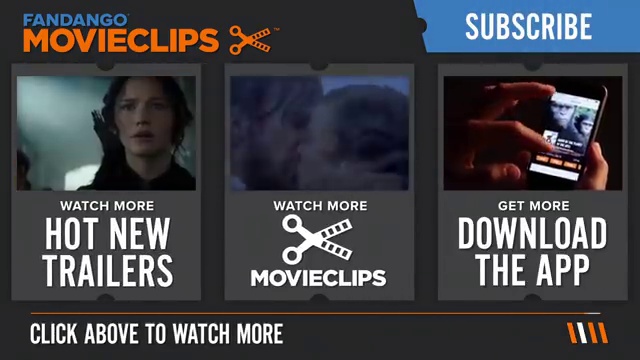 FANDANGO
MOVIECLIPS™
SUBSCRIBE
WATCH MORE
HOT NEW
TRAILERS
WATCH MORE
MOVIECLIPS
GET MORE
DOWNLOAD
THE APP
CLICK ABOVE TO WATCH MORE